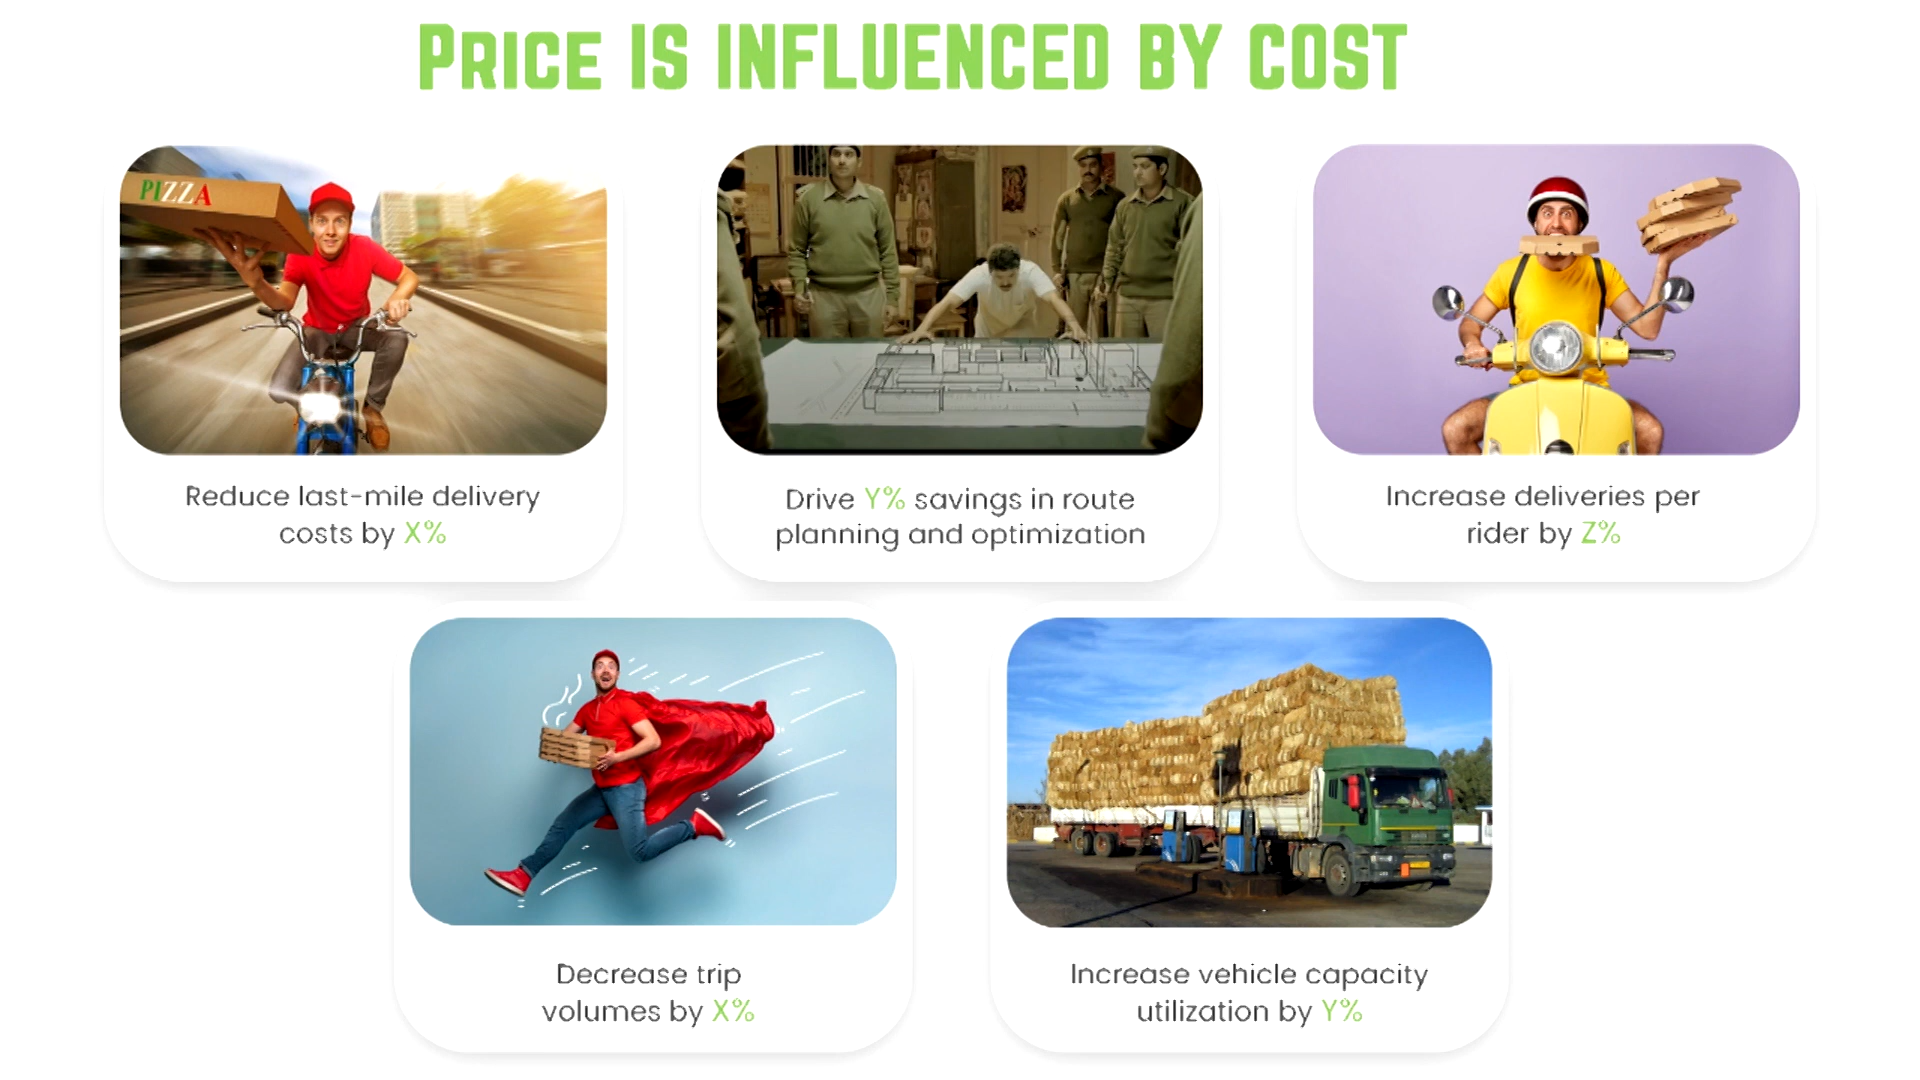 PRICE IS INFLUENCED BY COST
PIZZA
Reduce last-mile delivery
costs by X%
Drive Y% savings in route
planning and optimization
Increase deliveries per
rider by Z%
Decrease trip
volumes by X%
Increase vehicle capacity
utilization by Y%